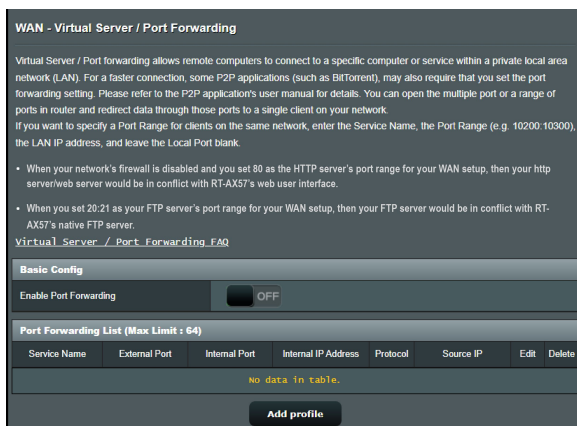 WAN - Virtual Server / Port Forwarding
Virtual Server / Port forwarding allows remote computers to connect to a specific computer or service within a private local area
network (LAN). For a faster connection, some P2P applications (such as BitTorrent), may also require that you set the port
forwarding setting. Please refer to the P2P application's user manual for details. You can open the multiple port or a range of
ports in router and redirect data through those ports to a single client on your network.
If you want to specify a Port Range for clients on the same network, enter the Service Name, the Port Range (e.g. 10200:10300),
the LAN IP address, and leave the Local Port blank.
• When your network's firewall is disabled and you set 80 as the HTTP server's port range for your WAN setup, then your http
server/web server would be in conflict with RT-AX57's web user interface.
• When you set 20:21 as your FTP server's port range for your WAN setup, then your FTP server would be in conflict with RT-
AX57's native FTP server.
Virtual Server / Port Forwarding FAQ
Basic Config
Enable Port Forwarding OFF
Port Forwarding List (Max Limit : 64)
Service Name External Port Internal Port Internal IP Address Protocol Source IP Edit Delete
No data in table.
Add profile